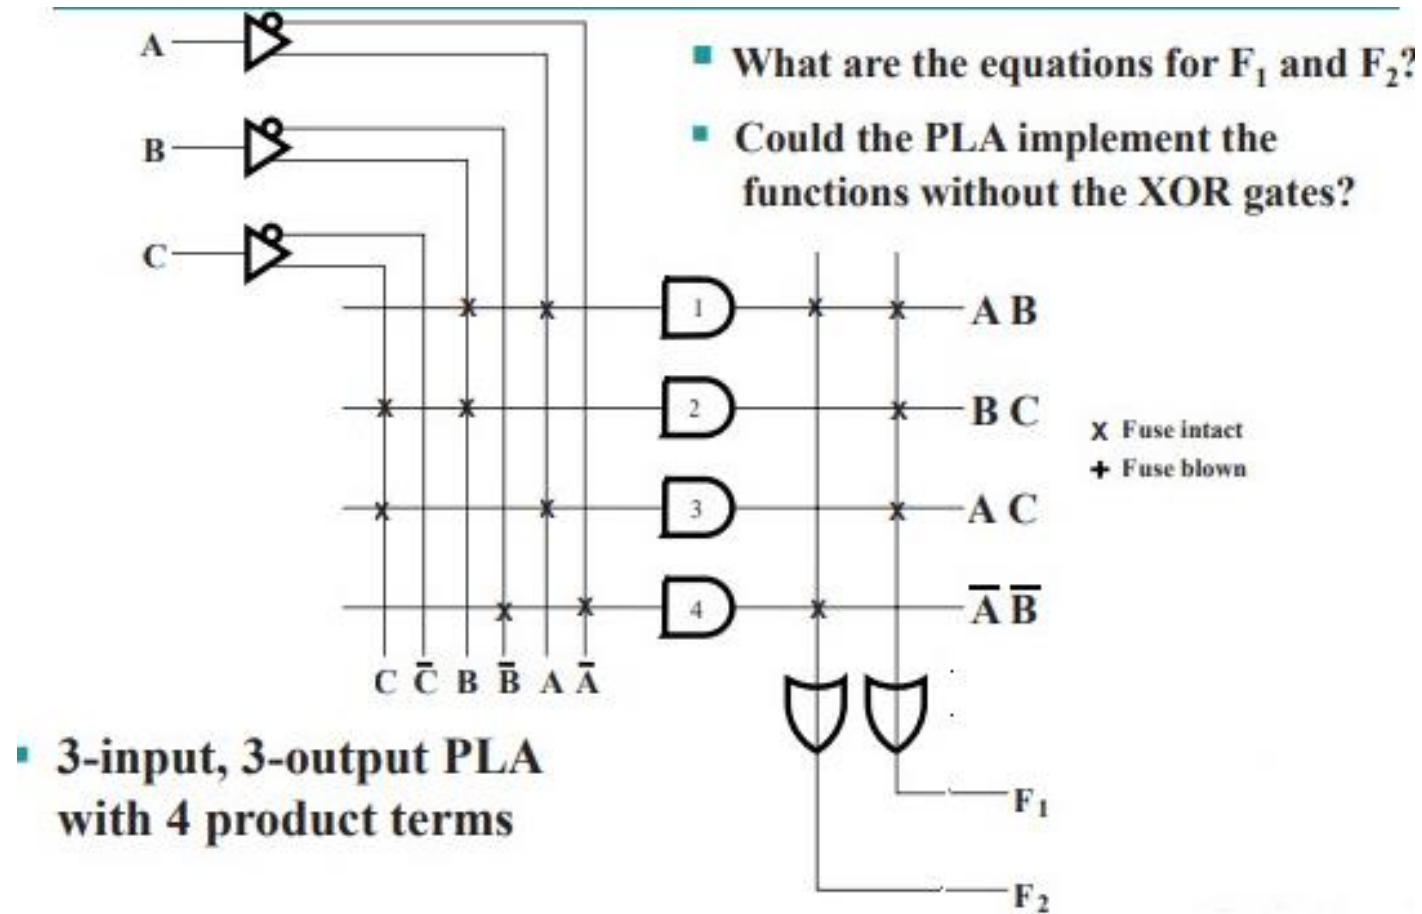 A
What are the equations for F₁ and F₂?
B
Could the PLA implement the
functions without the XOR gates?
C
1
A B
2
B C
X Fuse intact
+ Fuse blown
3
A C
4
A̅ B̅
C C̅ B B̅ A A̅
3-input, 3-output PLA
with 4 product terms
F₁
F₂